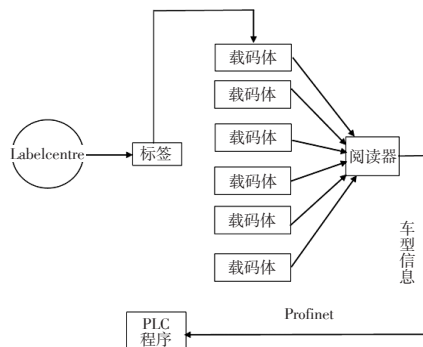 载码体
载码体
载码体
载码体
载码体
载码体
Labelcentre
标签
阅读器
车型信息
Profinet
PLC
程序